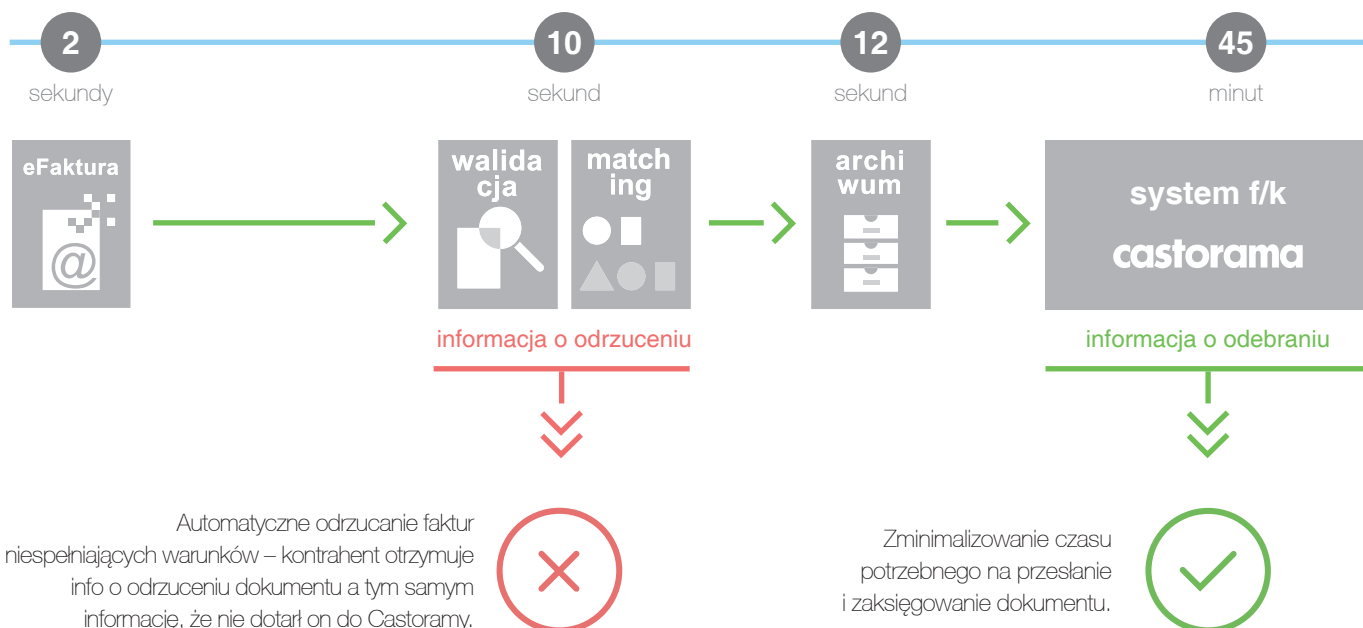 2
10
12
45
sekundy
sekund
sekund
minut
eFaktura
@
walida
cja
match
ing
archi
wum
system f/k
castorama
informacja o odrzuceniu
informacja o odebraniu
Automatyczne odrzucanie faktur
niespełniających warunków – kontrahent otrzymuje
info o odrzuceniu dokumentu a tym samym
informację, że nie dotarł on do Castoramy.
Zminimalizowanie czasu
potrzebnego na przesłanie
i zaksięgowanie dokumentu.